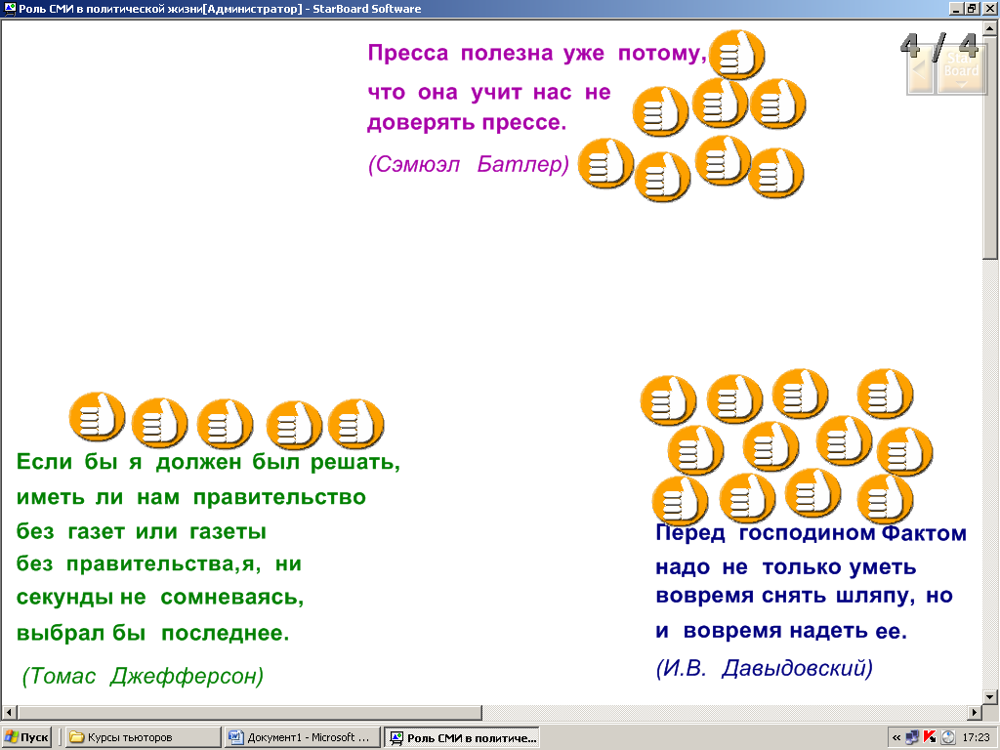 Роль СМИ в политической жизни[Администратор] - StarBoard Software
4 / 4
Star
Board
Пресса полезна уже потому,
что она учит нас не
доверять прессе.
(Сэмюэл Батлер)
Если бы я должен был решать,
иметь ли нам правительство
без газет или газеты
без правительства,я, ни
секунды не сомневаясь,
выбрал бы последнее.
(Томас Джефферсон)
Перед господином Фактом
надо не только уметь
вовремя снять шляпу, но
и вовремя надеть ее.
(И.В. Давыдовский)
Пуск
Курсы тьюторов
Документ1 - Microsoft ...
Роль СМИ в политиче...
17:23